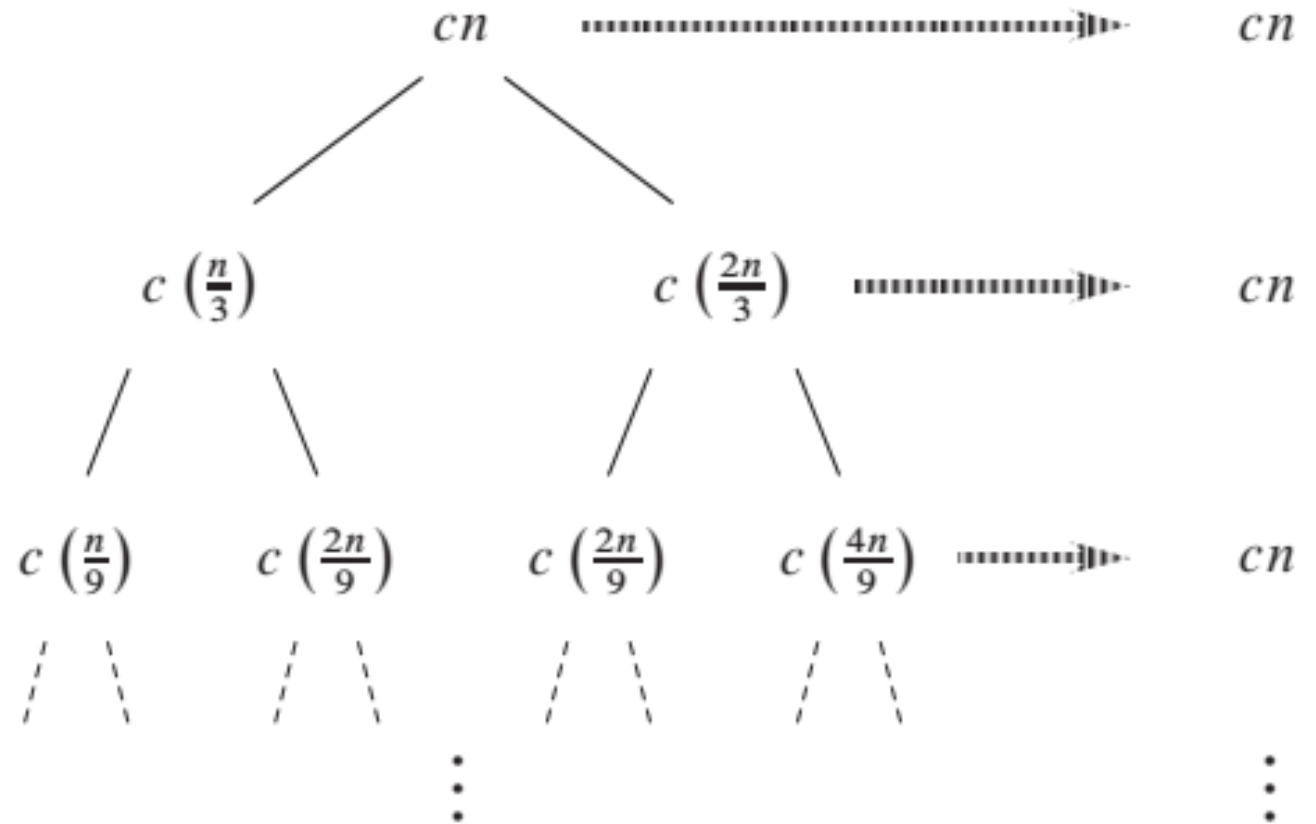 cn cn
c (n/3) c (2n/3) cn
c (n/9) c (2n/9) c (2n/9) c (4n/9) cn
⋮ ⋮